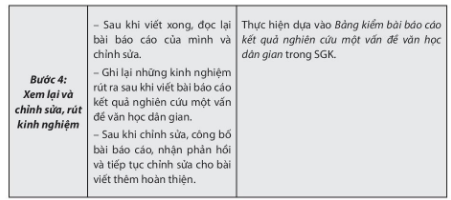 Bước 4:
Xem lại và
chỉnh sửa, rút
kinh nghiệm
– Sau khi viết xong, đọc lại
bài báo cáo của mình và
chỉnh sửa.
– Ghi lại những kinh nghiệm
rút ra sau khi viết bài báo cáo
kết quả nghiên cứu một vấn
đề văn học dân gian.
– Sau khi chỉnh sửa, công bố
bài báo cáo, nhận phản hồi
và tiếp tục chỉnh sửa cho bài
viết thêm hoàn thiện.
Thực hiện dựa vào Bảng kiểm bài báo cáo
kết quả nghiên cứu một vấn đề văn học
dân gian trong SGK.